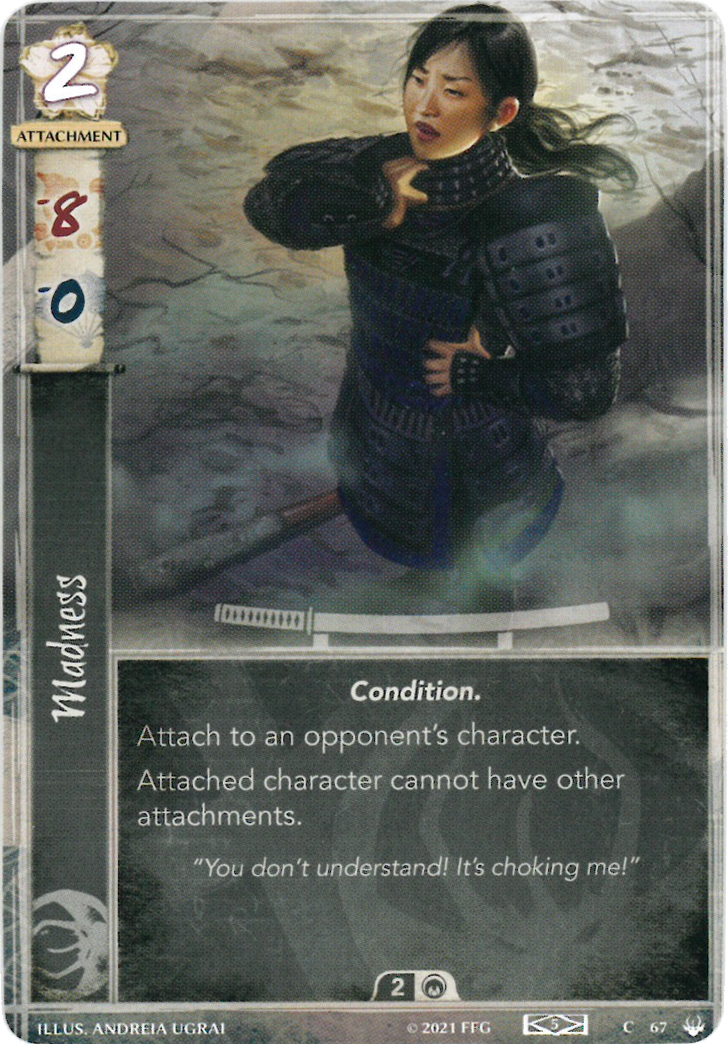 2
ATTACHMENT
-8
-0
Madness
Condition.
Attach to an opponent's character.
Attached character cannot have other
attachments.
"You don't understand! It's choking me!"
2
ILLUS. ANDREIA UGRAI
© 2021 FFG
5
C 67